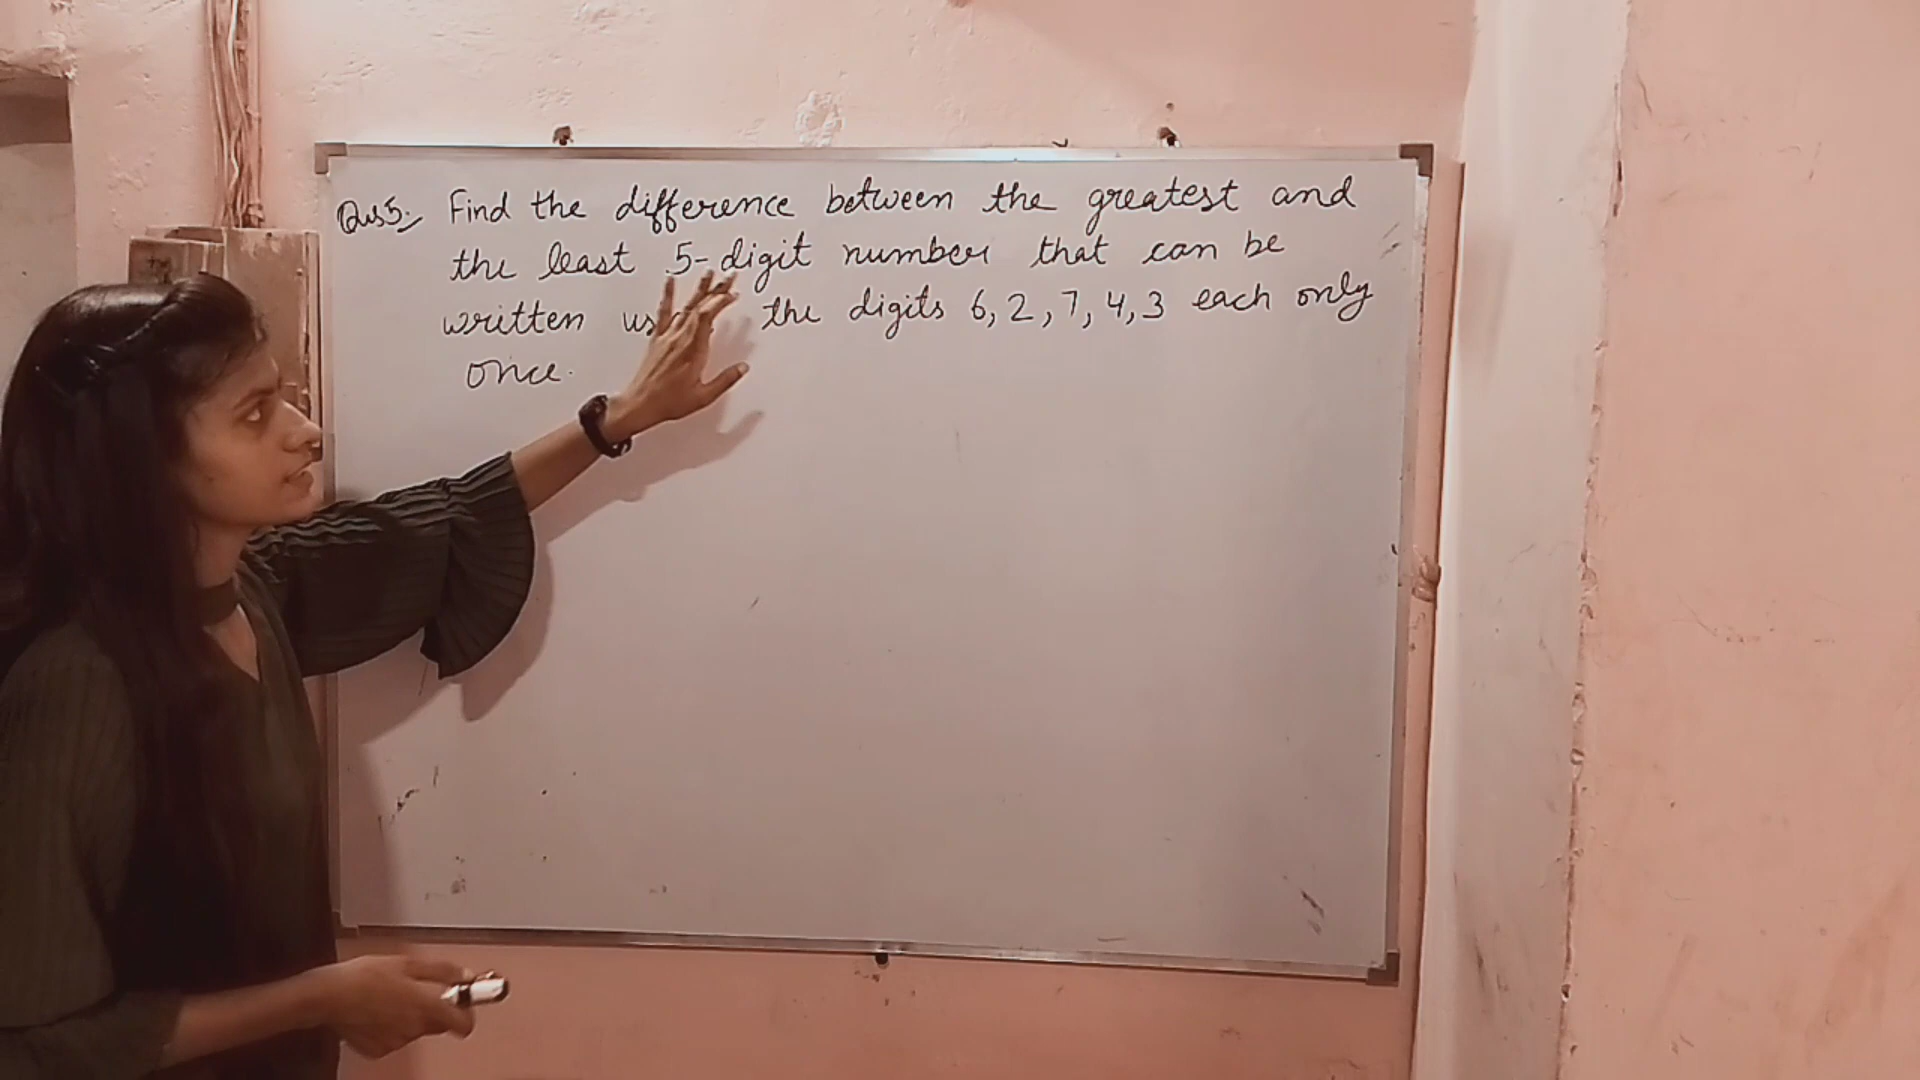 Qus5. Find the difference between the greatest and
the least 5-digit number that can be
written the digits 6, 2, 7, 4, 3 each only
once.